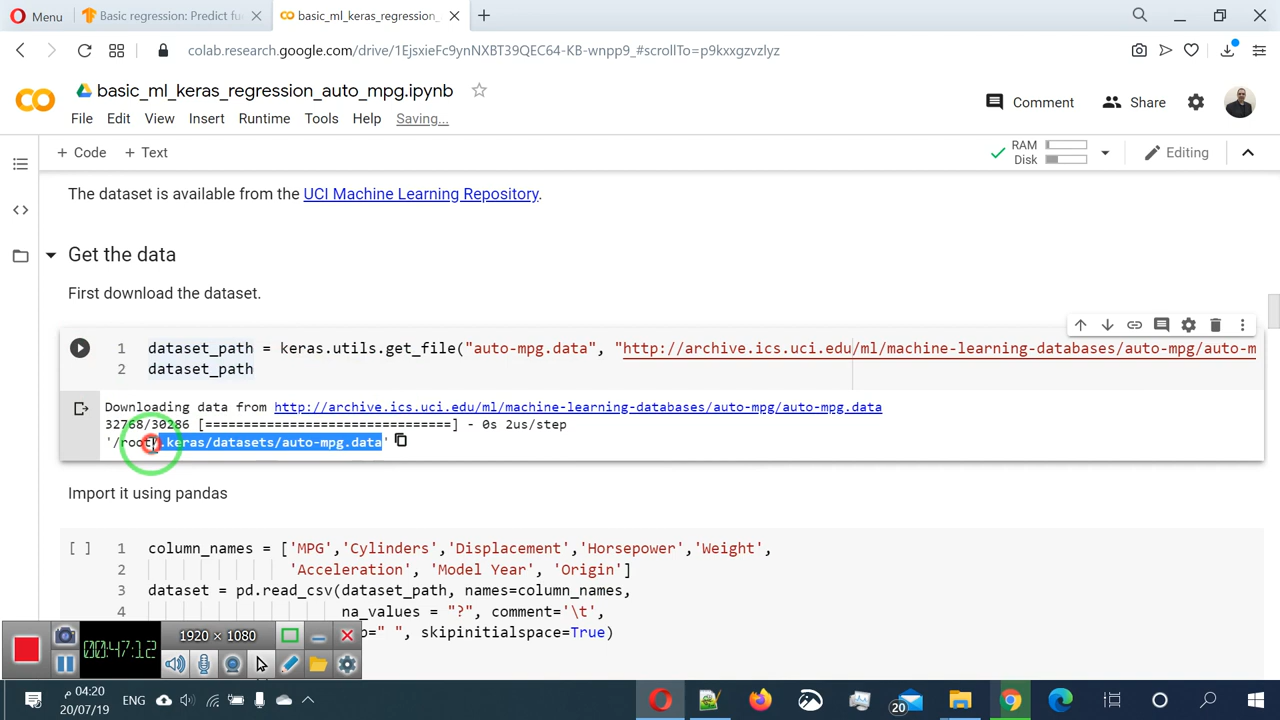 Menu
Basic regression: Predict fu
basic_ml_keras_regression_
colab.research.google.com/drive/1EjsxieFc9ynNXBT39QEC64-KB-wnpp9_#scrollTo=p9kxxgzvzlyz
basic_ml_keras_regression_auto_mpg.ipynb
Comment
Share
File Edit View Insert Runtime Tools Help Saving...
+ Code + Text
RAM
Disk
Editing
The dataset is available from the UCI Machine Learning Repository.
Get the data
First download the dataset.
1 dataset_path = keras.utils.get_file("auto-mpg.data", "http://archive.ics.uci.edu/ml/machine-learning-databases/auto-mpg/auto-m
2 dataset_path
Downloading data from http://archive.ics.uci.edu/ml/machine-learning-databases/auto-mpg/auto-mpg.data
32768/30286 [==============================] - 0s 2us/step
'/root/.keras/datasets/auto-mpg.data'
Import it using pandas
[ ] 1 column_names = ['MPG','Cylinders','Displacement','Horsepower','Weight',
2 'Acceleration', 'Model Year', 'Origin']
3 dataset = pd.read_csv(dataset_path, names=column_names,
4 na_values = "?", comment='\t',
=" ", skipinitialspace=True)
1920 × 1080
00:47:12
ENG
04:20 م
20/07/19
20